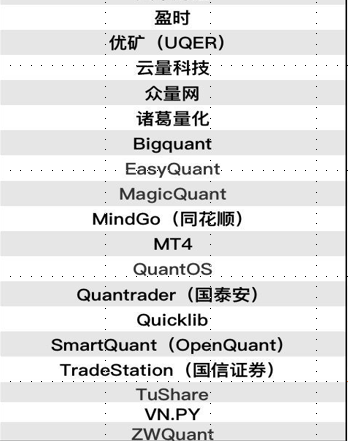 盈时
优矿（UQER）
云量科技
众量网
诸葛量化
Bigquant
EasyQuant
MagicQuant
MindGo（同花顺）
MT4
QuantOS
Quantrader（国泰安）
Quicklib
SmartQuant（OpenQuant）
TradeStation（国信证券）
TuShare
VN.PY
ZWQuant